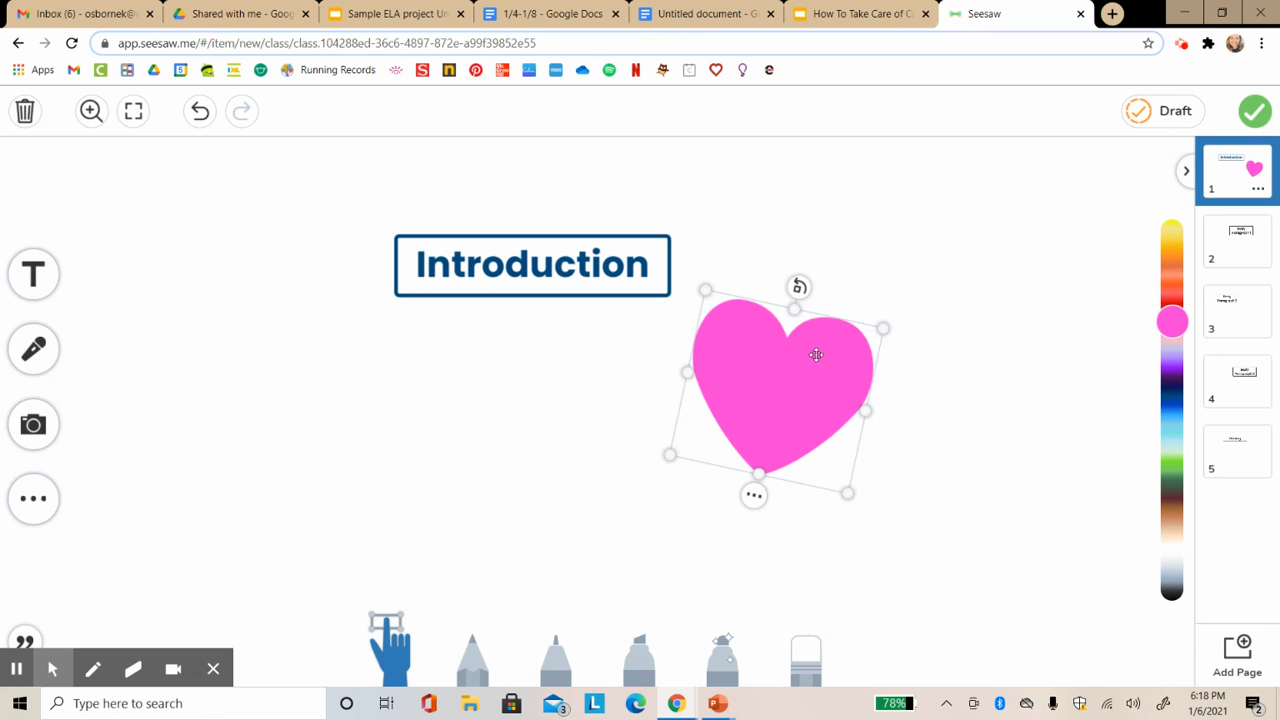 Inbox (6) - osbornek@
Shared with me - Goog
Sample ELA project Un
1/4-1/8 - Google Docs
Untitled document - G
How To Take Care of C
Seesaw
app.seesaw.me/#/item/new/class/class.104288ed-36c6-4897-872e-a99f39852e55
Apps
Running Records
Draft
Introduction
T
1
2
3
4
5
Add Page
Type here to search
78%
6:18 PM
1/6/2021